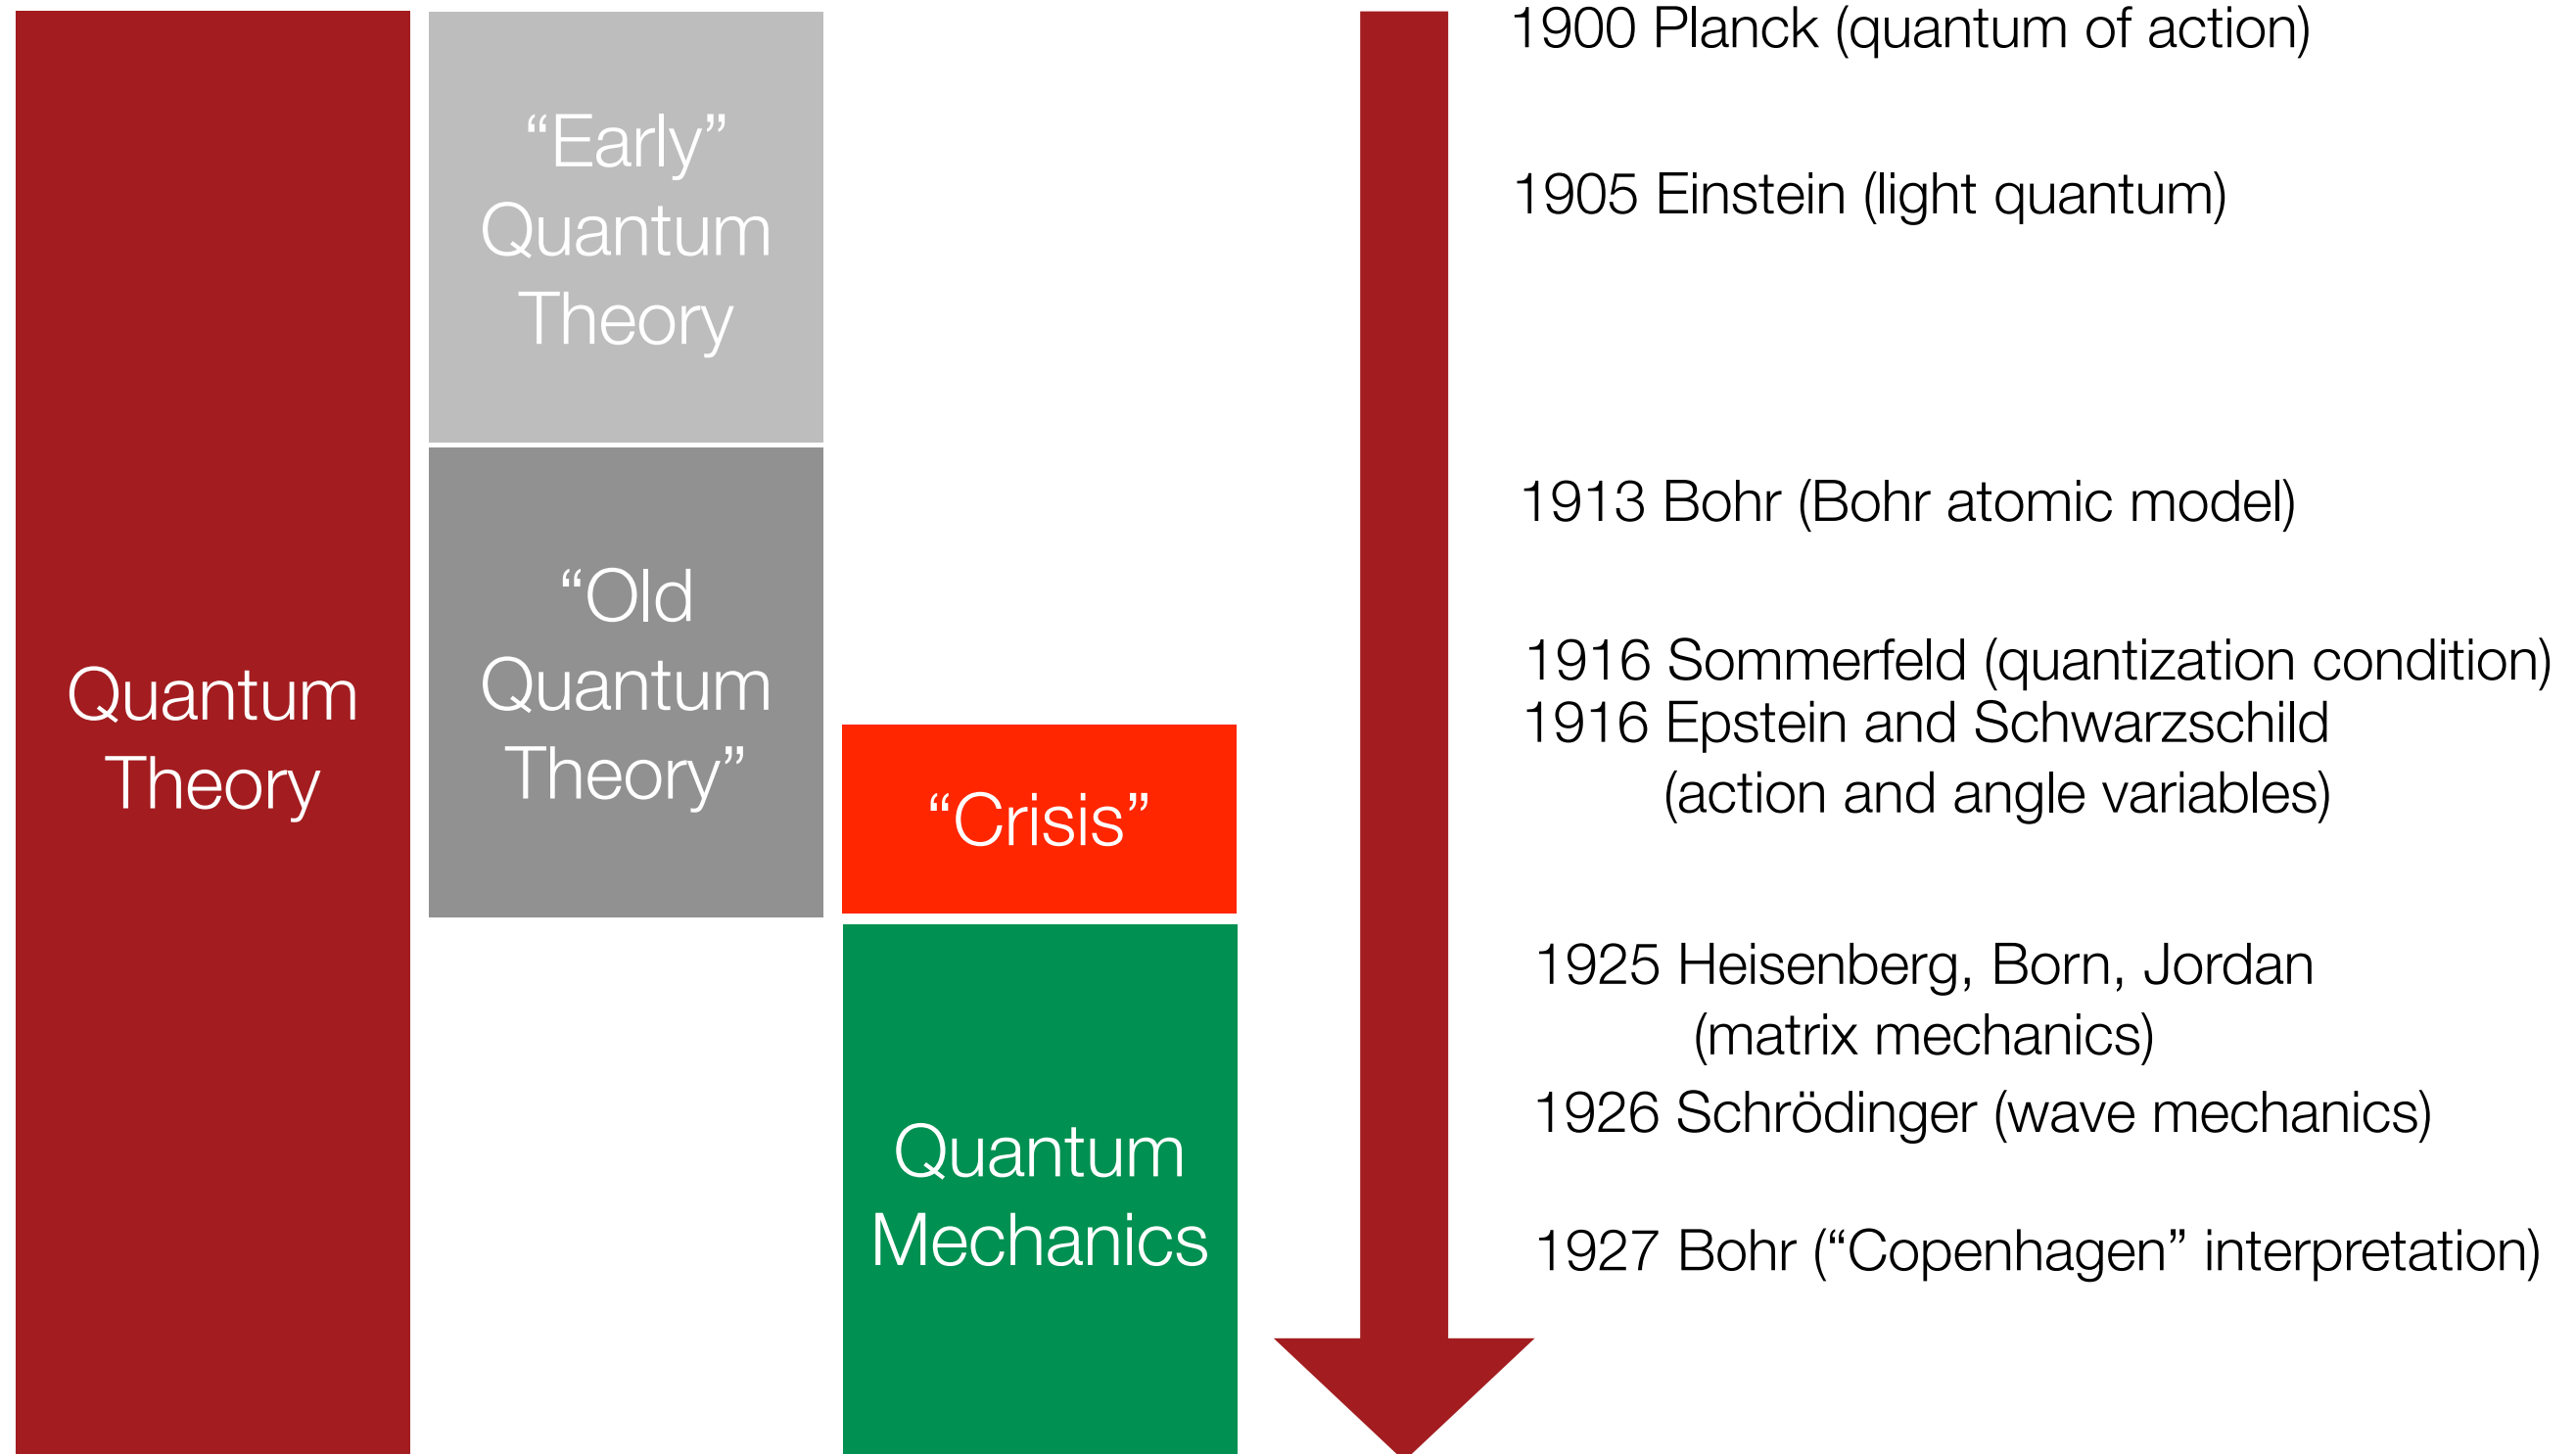 Quantum
Theory
“Early”
Quantum
Theory
“Old
Quantum
Theory”
“Crisis”
Quantum
Mechanics
1900 Planck (quantum of action)
1905 Einstein (light quantum)
1913 Bohr (Bohr atomic model)
1916 Sommerfeld (quantization condition)
1916 Epstein and Schwarzschild
(action and angle variables)
1925 Heisenberg, Born, Jordan
(matrix mechanics)
1926 Schrödinger (wave mechanics)
1927 Bohr (“Copenhagen” interpretation)